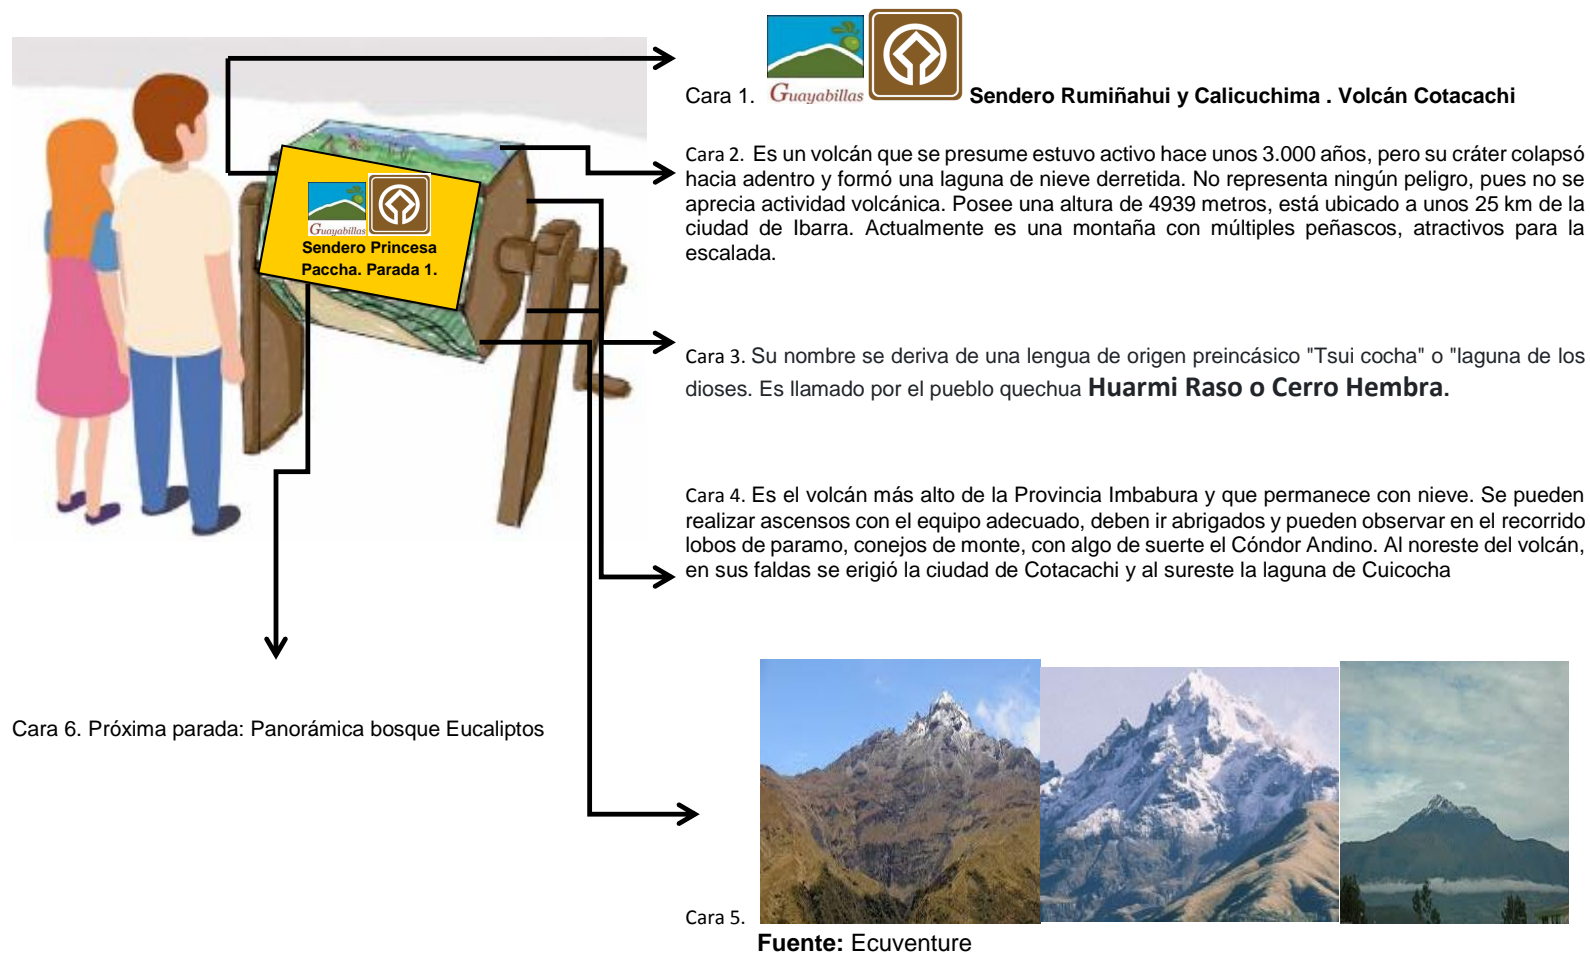 Guayabillas
Cara 1.
Sendero Rumiñahui y Calicuchima . Volcán Cotacachi
Cara 2. Es un volcán que se presume estuvo activo hace unos 3.000 años, pero su cráter colapsó
hacia adentro y formó una laguna de nieve derretida. No representa ningún peligro, pues no se
aprecia actividad volcánica. Posee una altura de 4939 metros, está ubicado a unos 25 km de la
ciudad de Ibarra. Actualmente es una montaña con múltiples peñascos, atractivos para la
escalada.
Guayabillas
Sendero Princesa
Paccha. Parada 1.
Cara 3. Su nombre se deriva de una lengua de origen preincásico "Tsui cocha" o "laguna de los
dioses. Es llamado por el pueblo quechua Huarmi Raso o Cerro Hembra.
Cara 4. Es el volcán más alto de la Provincia Imbabura y que permanece con nieve. Se pueden
realizar ascensos con el equipo adecuado, deben ir abrigados y pueden observar en el recorrido
lobos de paramo, conejos de monte, con algo de suerte el Cóndor Andino. Al noreste del volcán,
en sus faldas se erigió la ciudad de Cotacachi y al sureste la laguna de Cuicocha
Cara 6. Próxima parada: Panorámica bosque Eucaliptos
Cara 5.
Fuente: Ecuventure